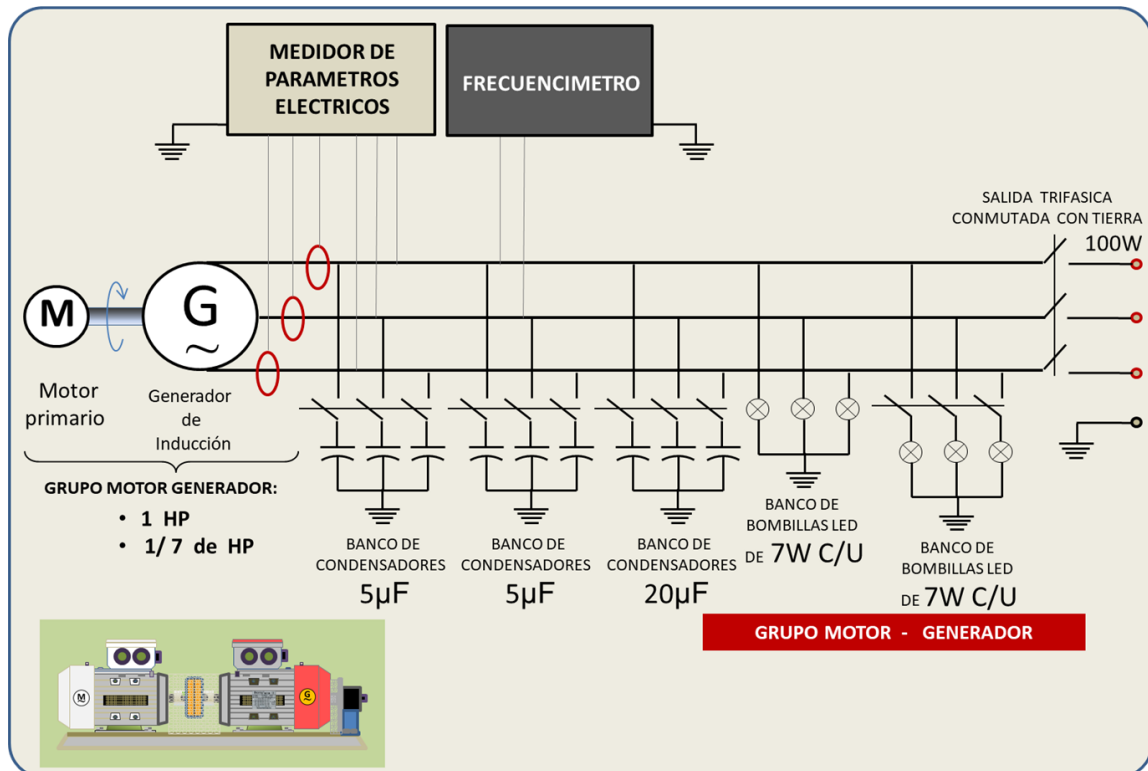 MEDIDOR DE
PARAMETROS
ELECTRICOS
FRECUENCIMETRO
SALIDA TRIFASICA
CONMUTADA CON TIERRA
100W
M
G
~
Motor
primario
Generador
de
Inducción
GRUPO MOTOR GENERADOR:
• 1 HP
• 1/ 7 de HP
BANCO DE
CONDENSADORES
5µF
BANCO DE
CONDENSADORES
5µF
BANCO DE
CONDENSADORES
20µF
BANCO DE
BOMBILLAS LED
DE 7W C/U
BANCO DE
BOMBILLAS LED
DE 7W C/U
GRUPO MOTOR - GENERADOR
M
G